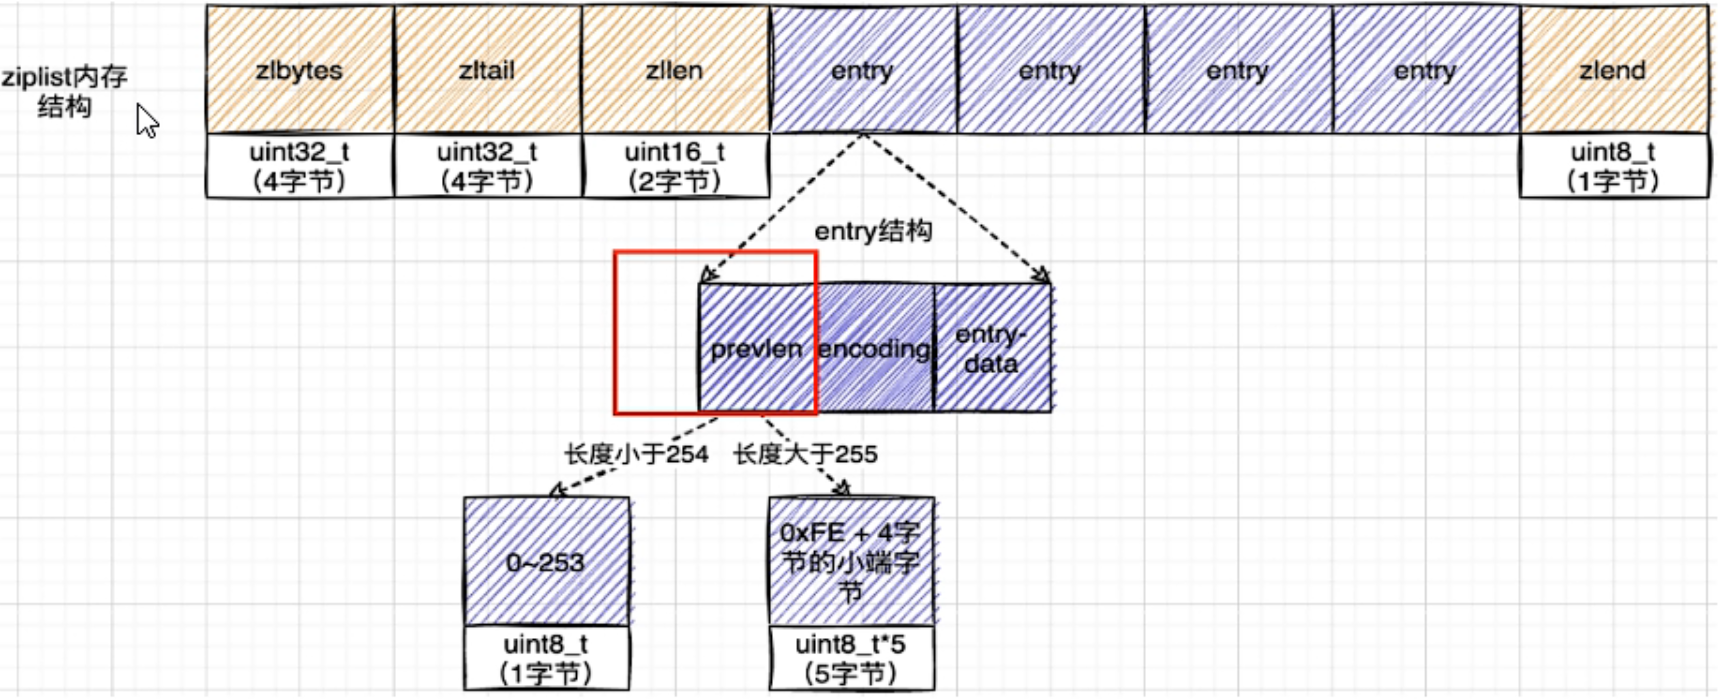 ziplist内存
结构
zlbytes
zltail
zllen
entry
entry
entry
entry
zlend
uint32_t
(4字节)
uint32_t
(4字节)
uint16_t
(2字节)
uint8_t
(1字节)
entry结构
prevlen
encoding
entry-
data
长度小于254
长度大于255
0~253
0xFE + 4字
节的小端字
节
uint8_t
(1字节)
uint8_t*5
(5字节)